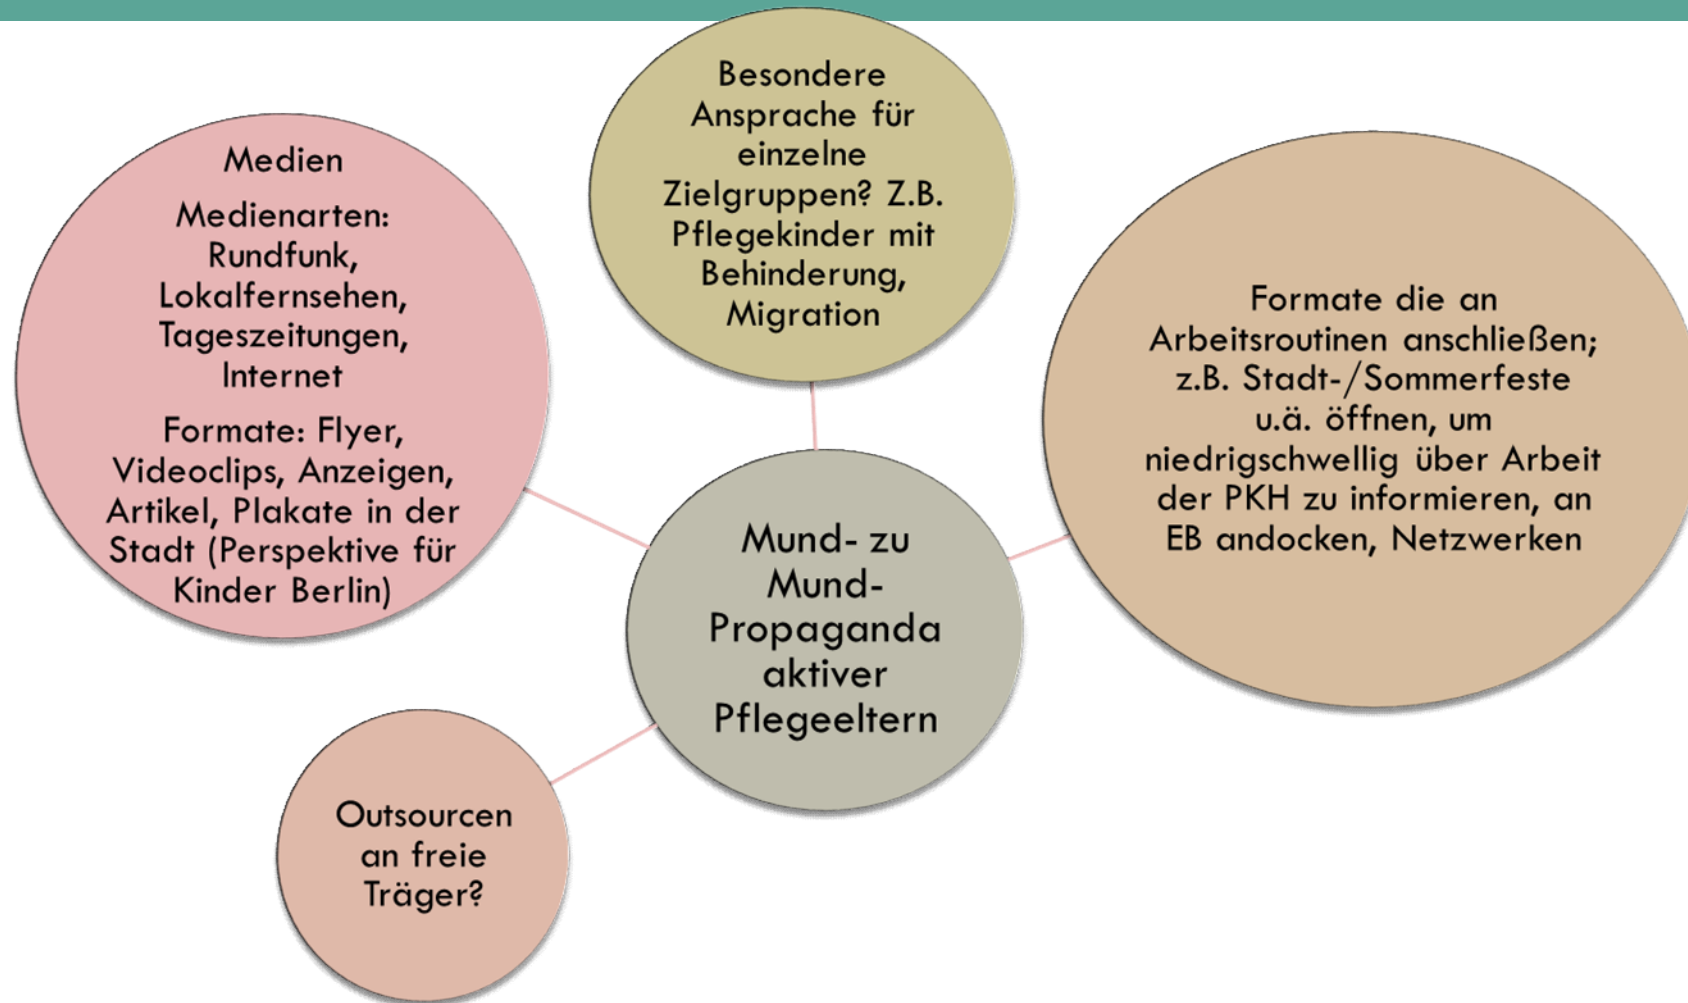 Besondere
Ansprache für
einzelne
Zielgruppen? Z.B.
Pflegekinder mit
Behinderung,
Migration
Medien
Medienarten:
Rundfunk,
Lokalfernsehen,
Tageszeitungen,
Internet
Formate: Flyer,
Videoclips, Anzeigen,
Artikel, Plakate in der
Stadt (Perspektive für
Kinder Berlin)
Formate die an
Arbeitsroutinen anschließen;
z.B. Stadt-/Sommerfeste
u.ä. öffnen, um
niedrigschwellig über Arbeit
der PKH zu informieren, an
EB andocken, Netzwerken
Mund- zu
Mund-
Propaganda
aktiver
Pflegeeltern
Outsourcen
an freie
Träger?